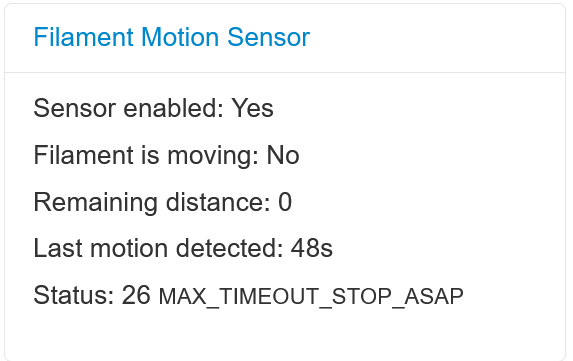 Filament Motion Sensor
Sensor enabled: Yes
Filament is moving: No
Remaining distance: 0
Last motion detected: 48s
Status: 26 MAX_TIMEOUT_STOP_ASAP